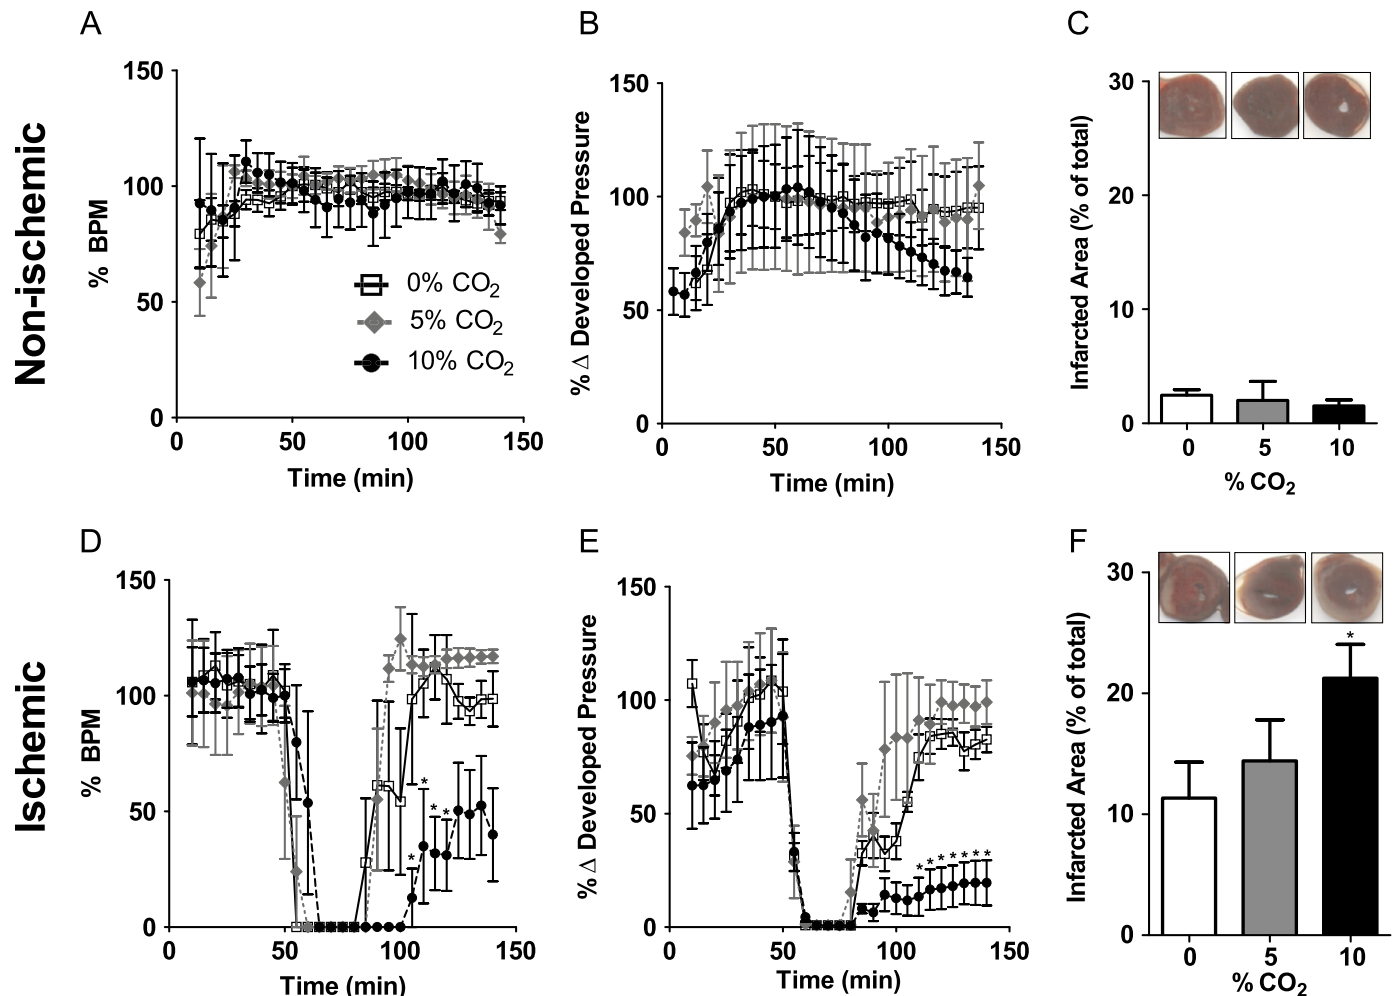 A
B
C
Non-ischemic
% BPM
150
100
50
0
0
50
100
150
Time (min)
0% CO2
5% CO2
10% CO2
% Δ Developed Pressure
150
100
50
0
0
50
100
150
Time (min)
Infarcted Area (% of total)
30
20
10
0
0
5
10
% CO2
D
E
F
Ischemic
% BPM
150
100
50
0
0
50
100
150
Time (min)
* * * *
% Δ Developed Pressure
150
100
50
0
0
50
100
150
Time (min)
* * * * * * *
Infarcted Area (% of total)
30
20
10
0
*
0
5
10
% CO2